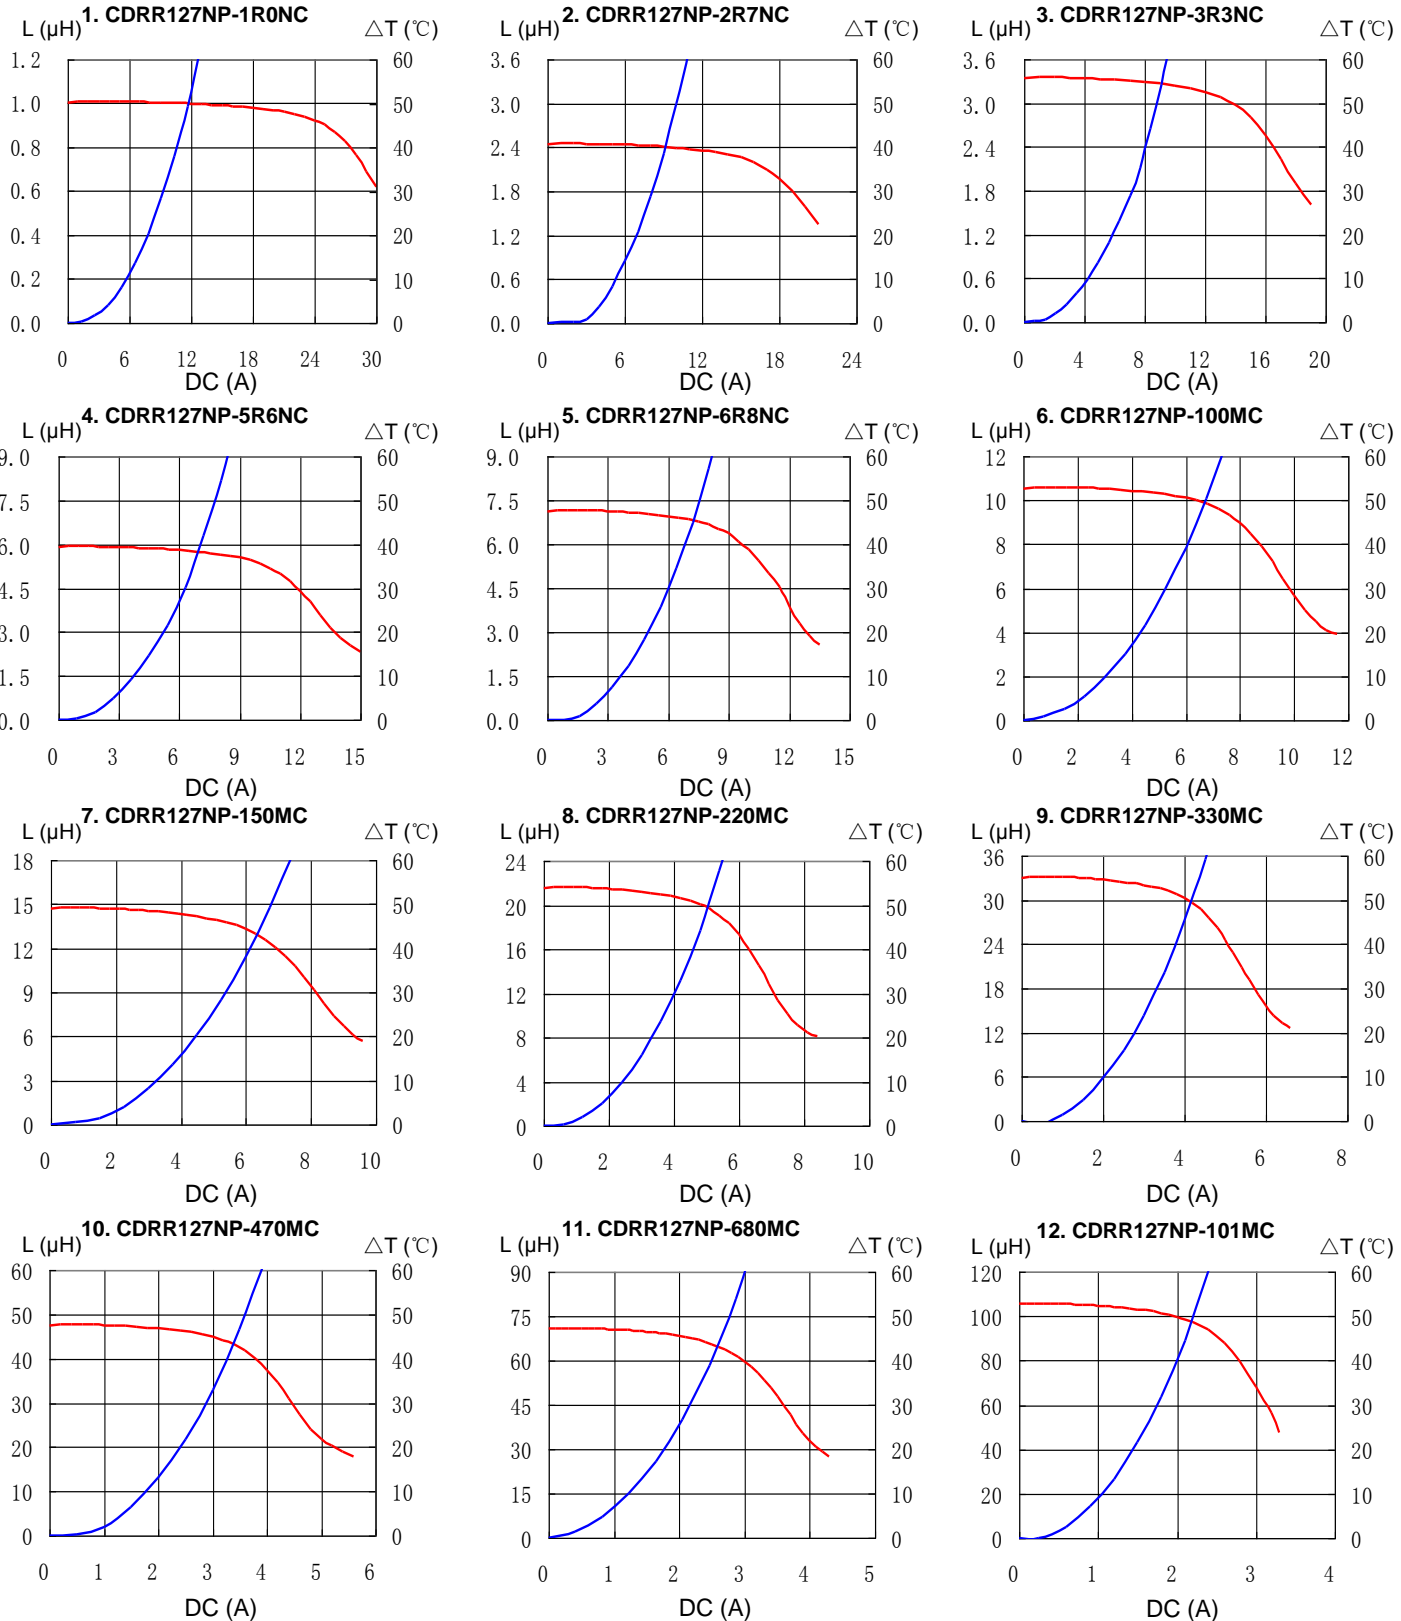 1. CDRR127NP-1R0NC
L (µH)
△T (℃)
1.2
1.0
0.8
0.6
0.4
0.2
0.0
60
50
40
30
20
10
0
0 6 12 18 24 30
DC (A)
2. CDRR127NP-2R7NC
L (µH)
△T (℃)
3.6
3.0
2.4
1.8
1.2
0.6
0.0
60
50
40
30
20
10
0
0 6 12 18 24
DC (A)
3. CDRR127NP-3R3NC
L (µH)
△T (℃)
3.6
3.0
2.4
1.8
1.2
0.6
0.0
60
50
40
30
20
10
0
0 4 8 12 16 20
DC (A)
4. CDRR127NP-5R6NC
L (µH)
△T (℃)
9.0
7.5
6.0
4.5
3.0
1.5
0.0
60
50
40
30
20
10
0
0 3 6 9 12 15
DC (A)
5. CDRR127NP-6R8NC
L (µH)
△T (℃)
9.0
7.5
6.0
4.5
3.0
1.5
0.0
60
50
40
30
20
10
0
0 3 6 9 12 15
DC (A)
6. CDRR127NP-100MC
L (µH)
△T (℃)
12
10
8
6
4
2
0
60
50
40
30
20
10
0
0 2 4 6 8 10 12
DC (A)
7. CDRR127NP-150MC
L (µH)
△T (℃)
18
15
12
9
6
3
0
60
50
40
30
20
10
0
0 2 4 6 8 10
DC (A)
8. CDRR127NP-220MC
L (µH)
△T (℃)
24
20
16
12
8
4
0
60
50
40
30
20
10
0
0 2 4 6 8 10
DC (A)
9. CDRR127NP-330MC
L (µH)
△T (℃)
36
30
24
18
12
6
0
60
50
40
30
20
10
0
0 2 4 6 8
DC (A)
10. CDRR127NP-470MC
L (µH)
△T (℃)
60
50
40
30
20
10
0
60
50
40
30
20
10
0
0 1 2 3 4 5 6
DC (A)
11. CDRR127NP-680MC
L (µH)
△T (℃)
90
75
60
45
30
15
0
60
50
40
30
20
10
0
0 1 2 3 4 5
DC (A)
12. CDRR127NP-101MC
L (µH)
△T (℃)
120
100
80
60
40
20
0
60
50
40
30
20
10
0
0 1 2 3 4
DC (A)